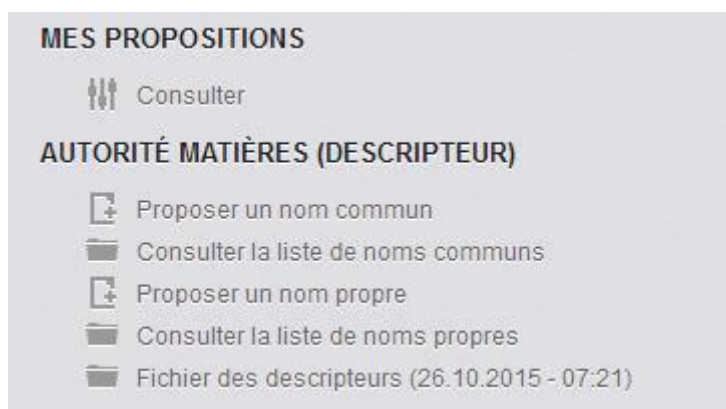 MES PROPOSITIONS
Consulter
AUTORITÉ MATIÈRES (DESCRIPTEUR)
Proposer un nom commun
Consulter la liste de noms communs
Proposer un nom propre
Consulter la liste de noms propres
Fichier des descripteurs (26.10.2015 - 07:21)